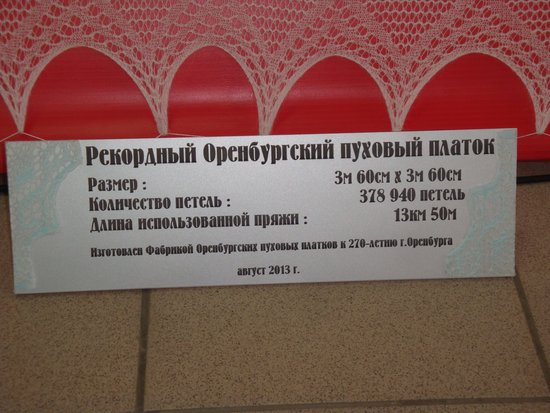 Рекордный Оренбургский пуховый платок
Размер : 3м 60см х 3м 60см
Количество петель : 378 940 петель
Длина использованной пряжи : 13км 50м
Изготовлен Фабрикой Оренбургских пуховых платков к 270-летию г.Оренбурга
август 2013 г.